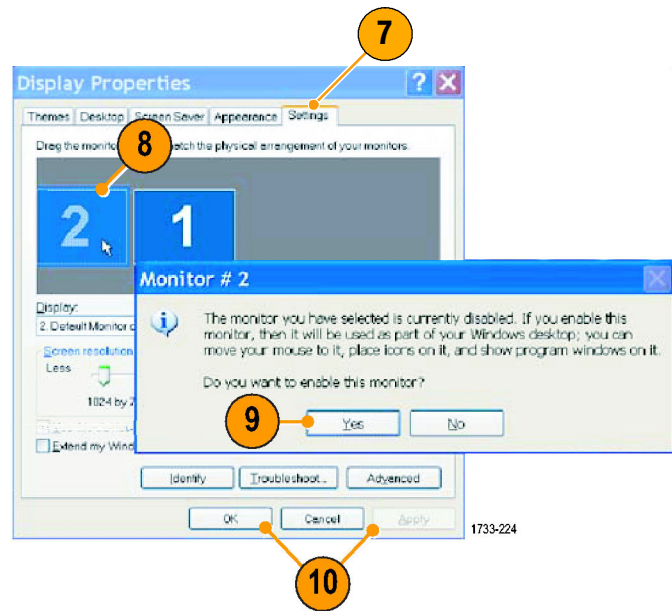 7
Display Properties
Themes Desktop Screen Saver Appearance Settings
Drag the monitor
8
match the physical arrangement of your monitors.
2
1
Monitor # 2
Display:
2. Default Monitor
The monitor you have selected is currently disabled. If you enable this
monitor, then it will be used as part of your Windows desktop; you can
move your mouse to it, place icons on it, and show program windows on it.
Screen resolution
Less
Do you want to enable this monitor?
1024 by 7
9
Yes No
Extend my Wind
Identify Troubleshoot... Advanced
OK Cancel Apply
1733-224
10